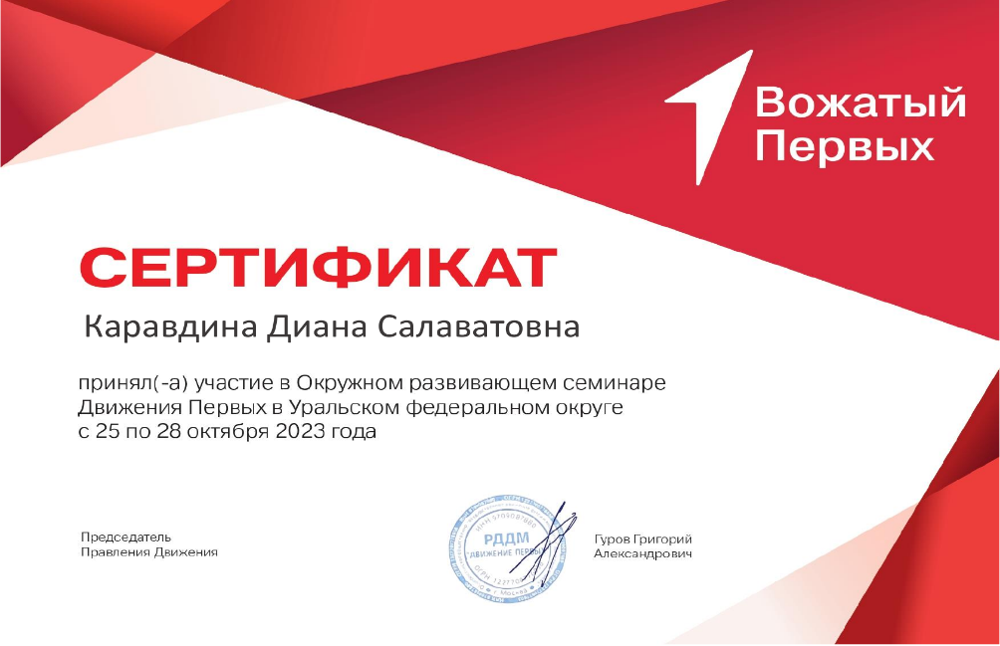 Вожатый
Первых
СЕРТИФИКАТ
Каравдина Диана Салаватовна
принял(-а) участие в Окружном развивающем семинаре
Движения Первых в Уральском федеральном округе
с 25 по 28 октября 2023 года
Председатель
Правления Движения
РДДМ
"ДВИЖЕНИЕ ПЕРВЫХ
г. Москва
Гуров Григорий
Александрович